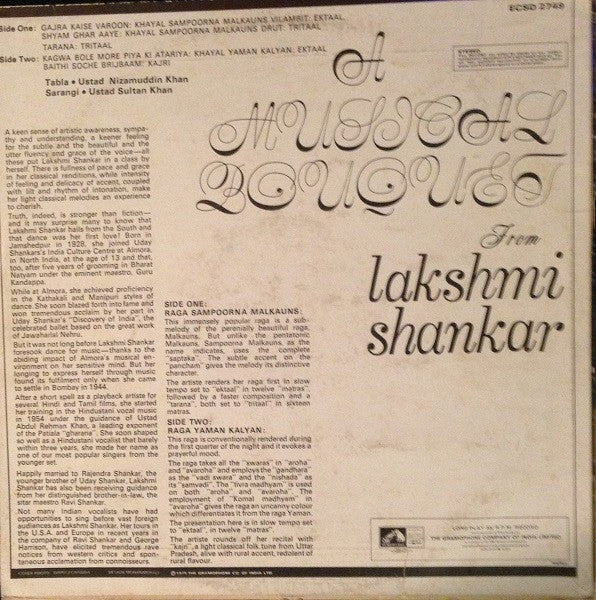 ECSD 2749
Side One: GAJRA KAISE VAROON: KHAYAL SAMPOORNA MALKAUNS VILAMBIT: EKTAAL.
SHYAM GHAR AAYE: KHAYAL SAMPOORNA MALKAUNS DRUT: TRITAAL
TARANA: TRITAAL
Side Two: KAGWA BOLE MORE PIYA KI ATARIYA: KHAYAL YAMAN KALYAN: EKTAAL
BAITHI SOCHE BRIJBAAM: KAJRI
Tabla • Ustad Nizamuddin Khan
Sarangi • Ustad Sultan Khan
A
MUSICAL
BOUQUET
From
lakshmi
shankar
A keen sense of artistic awareness, sympa-
thy and understanding, a keener feeling
for the subtle and the beautiful and the
utter fluency and grace of the voice—all
these put Lakshmi Shankar in a class by
herself. There is fullness of pace and grace
in her classical renditions, while intensity
of feeling and delicacy of accent, coupled
with lilt and rhythm of intonation, make
her light classical melodies an experience
to cherish.
Truth, indeed, is stronger than fiction—
and it may surprise many to know that
Lakshmi Shankar hails from the South and
that dance was her first love! Born in
Jamshedpur in 1928, she joined Uday
Shankar's India Culture Centre at Almora,
in North India, at the age of 13 and that,
too, after five years of grooming in Bharat
Natyam under the eminent maestro, Guru
Kandappa.
While at Almora, she achieved proficiency
in the Kathakali and Manipuri styles of
dance. She soon blazed forth into fame and
won tremendous acclaim by her part in
Uday Shankar's "Discovery of India", the
celebrated ballet based on the great work
of Jawaharlal Nehru.
But it was not long before Lakshmi Shankar
foresook dance for music—thanks to the
abiding impact of Almora's musical en-
vironment on her sensitive mind. But her
longing to express herself through music
found its fulfilment only when she came
to settle in Bombay in 1944.
After a short spell as a playback artiste for
several Hindi and Tamil films, she started
her training in the Hindustani vocal music
in 1954 under the guidance of Ustad
Abdul Rehman Khan, a leading exponent
of the Patiala "gharana". She soon shaped
so well as a Hindustani vocalist that barely
within three years, she made her name as
one of our most popular singers from the
younger set.
Happily married to Rajendra Shankar, the
younger brother of Uday Shankar, Lakshmi
Shankar has also been receiving guidance
from her distinguished brother-in-law, the
sitar maestro Ravi Shankar.
Not many Indian vocalists have had
opportunities to sing before vast foreign
audiences as Lakshmi Shankar. Her tours in
the U.S.A. and Europe in recent years in
the company of Ravi Shankar and George
Harrison, have elicited tremendous rave
notices from western critics and spon-
taneous acclamation from connoisseurs.
SIDE ONE:
RAGA SAMPOORNA MALKAUNS:
This immensely popular raga is a sub-
melody of the perenially beautiful raga,
Malkauns. But unlike the pentatonic
Malkauns, Sampoorna Malkauns, as the
name indicates, uses the complete
"saptaka". The subtle accent on the
"pancham" gives the melody its distinctive
character.
The artiste renders her raga first in slow
tempo set to "ektaal" in twelve "matras",
followed by a faster composition and a
"tarana", both set to "tritaal" in sixteen
matras.
SIDE TWO:
RAGA YAMAN KALYAN:
This raga is conventionally rendered during
the first quarter of the night and it evokes a
prayerful mood.
The raga takes all the "swaras" in "aroha"
and "avaroha" and employs the "gandhara"
as the "vadi swara" and the "nishada" as
its "samvadi". The "tivra madhyam" is used
on both "aroha" and "avaroha". The
employment of "Komal madhyam" in
"avaroha" gives the raga an uncanny colour
which differentiates it from the raga Yaman.
The presentation here is in slow tempo set
to "ektaal", in twelve "matras".
The artiste rounds off her recital with
"kajri", a light classical folk tune from Uttar
Pradesh, alive with rural accent, redolent of
rural flavour.
LONG PLAY 33⅓ R.P.M. RECORD
THE GRAMOPHONE COMPANY OF INDIA LIMITED
© 1975 THE GRAMOPHONE CO. OF INDIA LTD.